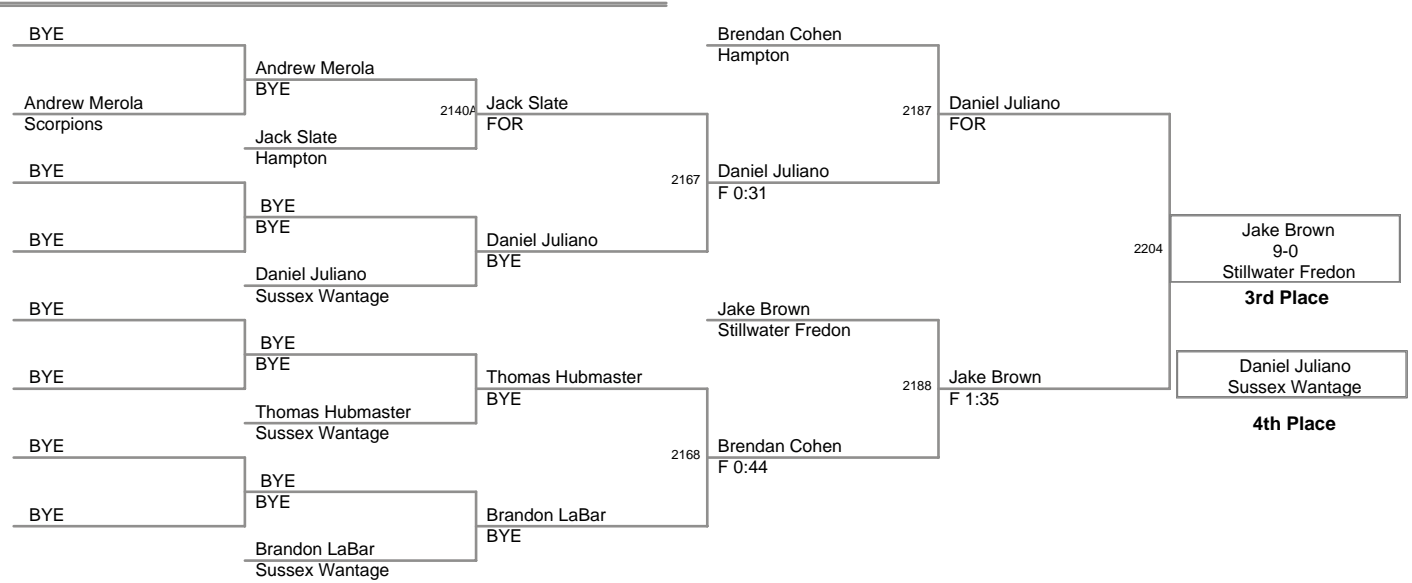 BYE
Andrew Merola
Scorpions
BYE
BYE
BYE
BYE
BYE
BYE
Andrew Merola
BYE
Jack Slate
Hampton
BYE
BYE
Daniel Juliano
Sussex Wantage
BYE
BYE
Thomas Hubmaster
Sussex Wantage
BYE
BYE
Brandon LaBar
Sussex Wantage
2140A
Jack Slate
FOR
Daniel Juliano
BYE
Thomas Hubmaster
BYE
Brandon LaBar
BYE
2167
2168
Brendan Cohen
Hampton
Daniel Juliano
F 0:31
Jake Brown
Stillwater Fredon
Brendan Cohen
F 0:44
2187
2188
Daniel Juliano
FOR
Jake Brown
F 1:35
2204
Jake Brown
9-0
Stillwater Fredon
3rd Place
Daniel Juliano
Sussex Wantage
4th Place